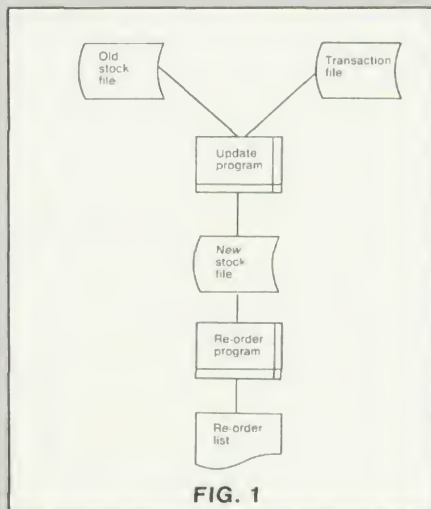 Old
stock
file
Transaction
file
Update
program
New
stock
file
Re-order
program
Re-order
list
FIG. 1